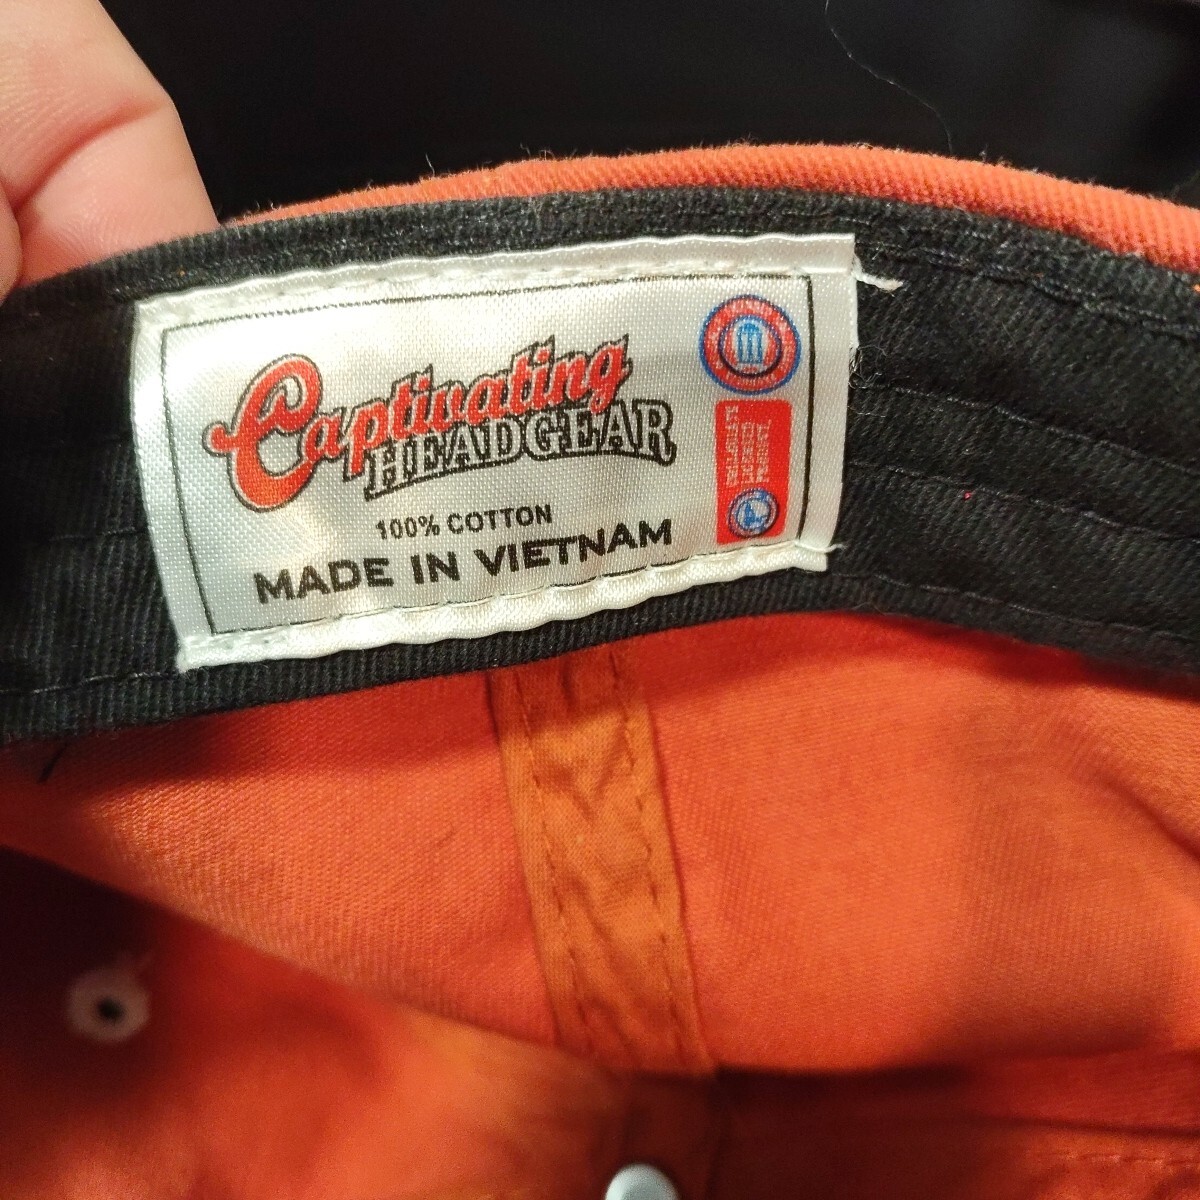 Captivating
HEADGEAR
100% COTTON
MADE IN VIETNAM